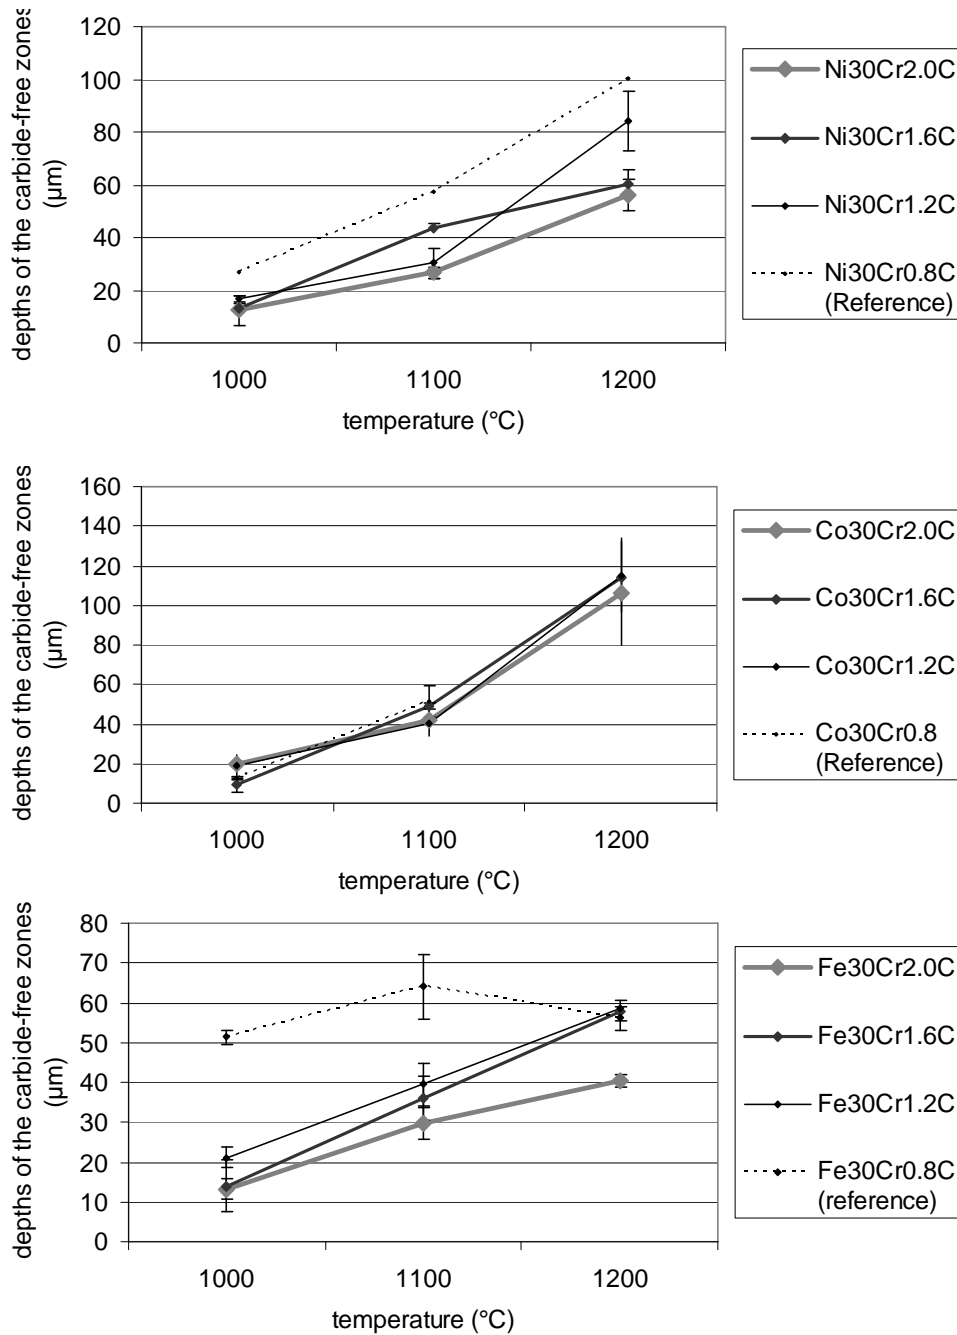 depths of the carbide-free zones
(µm)
120
100
80
60
40
20
0
1000
1100
1200
temperature (°C)
Ni30Cr2.0C
Ni30Cr1.6C
Ni30Cr1.2C
Ni30Cr0.8C
(Reference)
depths of the carbide-free zones
(µm)
160
140
120
100
80
60
40
20
0
1000
1100
1200
temperature (°C)
Co30Cr2.0C
Co30Cr1.6C
Co30Cr1.2C
Co30Cr0.8
(Reference)
depths of the carbide-free zones
(µm)
80
70
60
50
40
30
20
10
0
1000
1100
1200
temperature (°C)
Fe30Cr2.0C
Fe30Cr1.6C
Fe30Cr1.2C
Fe30Cr0.8C
(reference)